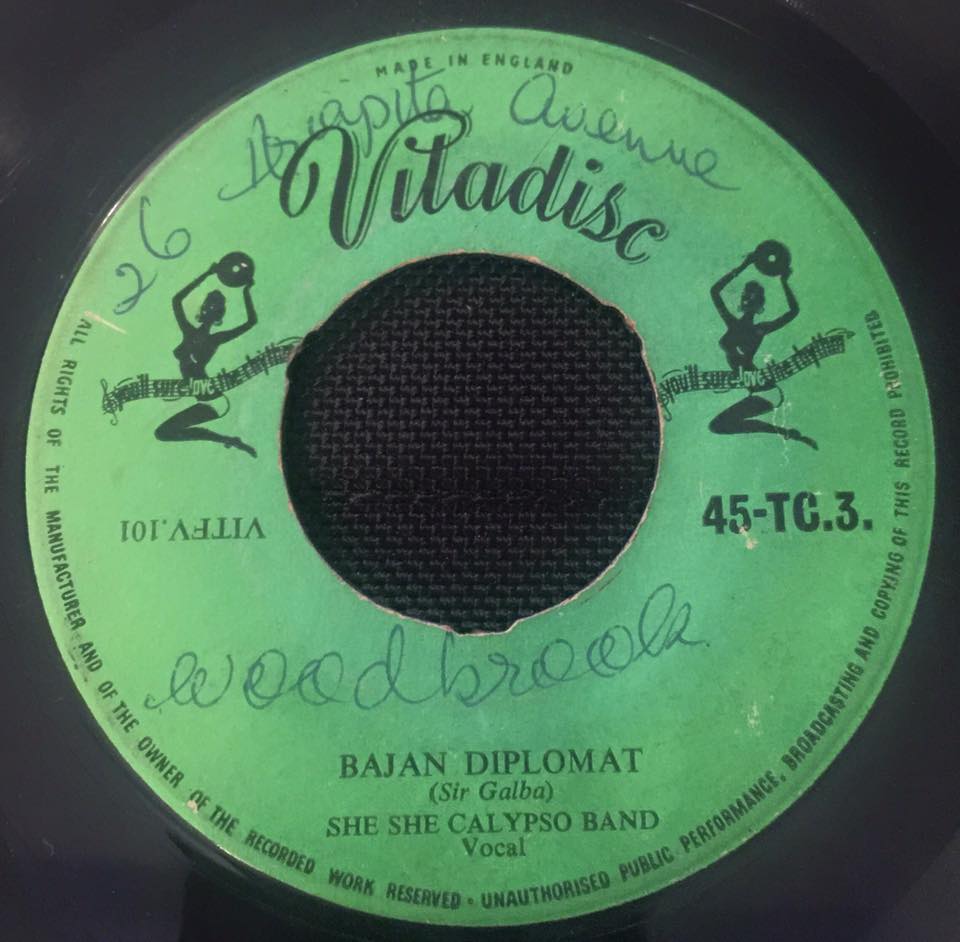 MADE IN ENGLAND
26 Ariapita Avenue
Vitadisc
you'll sure love the rhythm
you'll sure love the rhythm
VITFV.101
45-TC.3.
woodbrook
BAJAN DIPLOMAT
(Sir Galba)
SHE SHE CALYPSO BAND
Vocal
ALL RIGHTS OF THE MANUFACTURER AND OF THE OWNER OF THE RECORDED WORK RESERVED · UNAUTHORISED PUBLIC PERFORMANCE, BROADCASTING AND COPYING OF THIS RECORD PROHIBITED